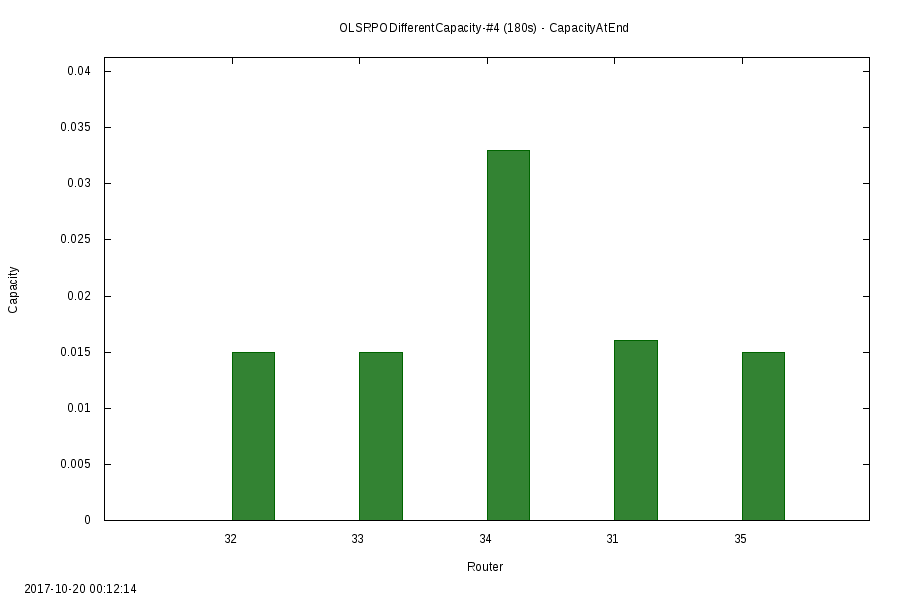 OLSRPODifferentCapacity-#4 (180s) - CapacityAtEnd
0.04
0.035
0.03
0.025
0.02
0.015
0.01
0.005
0
Capacity
32 33 34 31 35
Router
2017-10-20 00:12:14